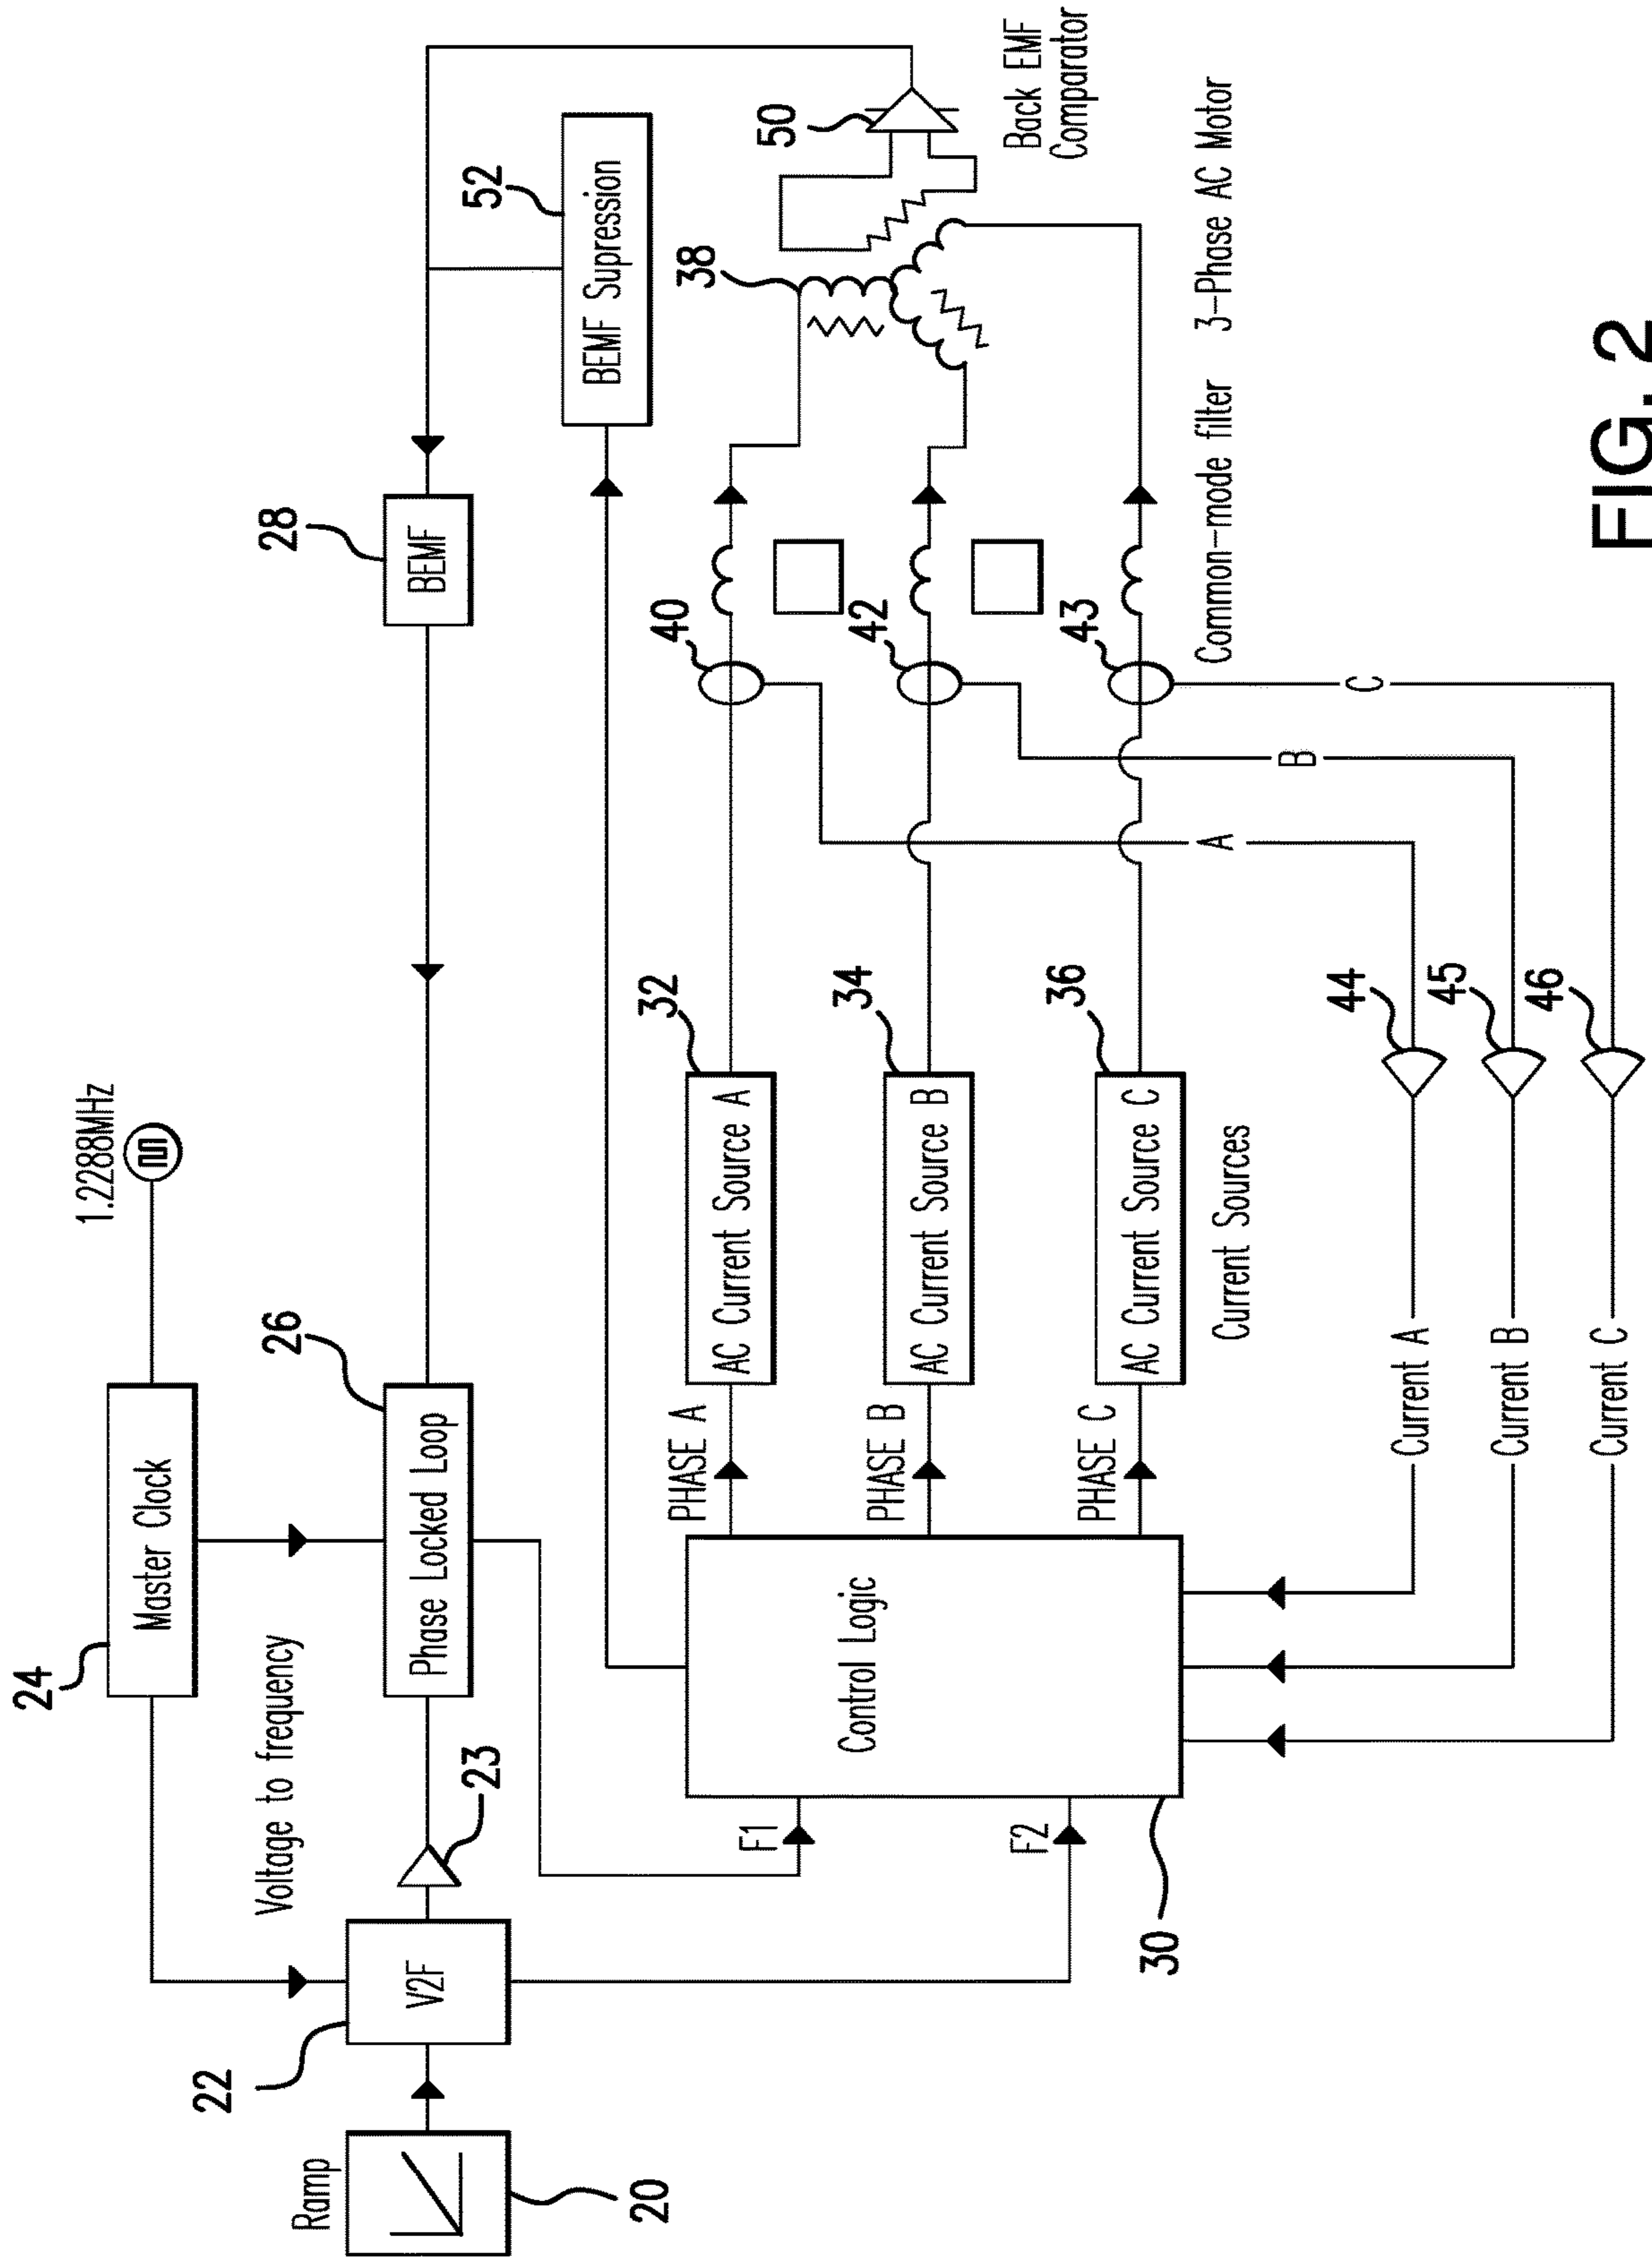 1.2288MHz
24
Master Clock
Voltage to frequency
26
Phase Locked Loop
28
BEMF
52
BEMF Supression
Ramp
20
22
V2F
23
F1
F2
30
Control Logic
PHASE A
PHASE B
PHASE C
32
AC Current Source A
34
AC Current Source B
36
AC Current Source C
Current Sources
40
42
43
38
50
Back EMF
Comparator
Common-mode filter
3-Phase AC Motor
A
B
C
44
45
46
Current A
Current B
Current C
FIG. 2